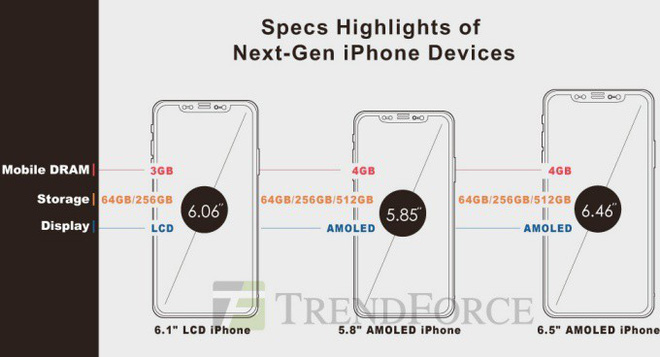 Specs Highlights of
Next-Gen iPhone Devices
Mobile DRAM 3GB 4GB 4GB
Storage 64GB/256GB 64GB/256GB/512GB 64GB/256GB/512GB
6.06" 5.85" 6.46"
Display LCD AMOLED AMOLED
TRENDFORCE
6.1" LCD iPhone 5.8" AMOLED iPhone 6.5" AMOLED iPhone